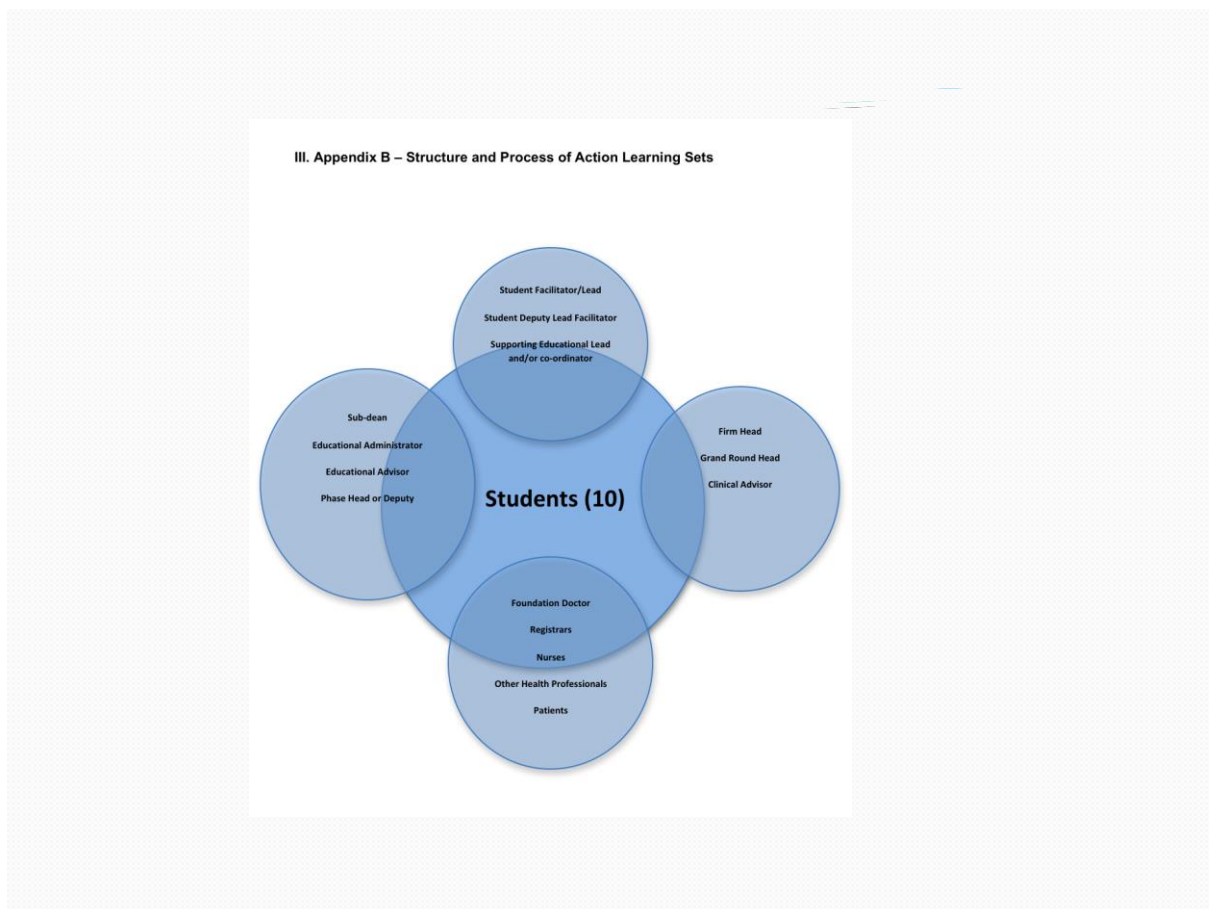 III. Appendix B – Structure and Process of Action Learning Sets
Student Facilitator/Lead
Student Deputy Lead Facilitator
Supporting Educational Lead
and/or co-ordinator
Sub-dean
Educational Administrator
Educational Advisor
Phase Head or Deputy
Students (10)
Firm Head
Grand Round Head
Clinical Advisor
Foundation Doctor
Registrars
Nurses
Other Health Professionals
Patients